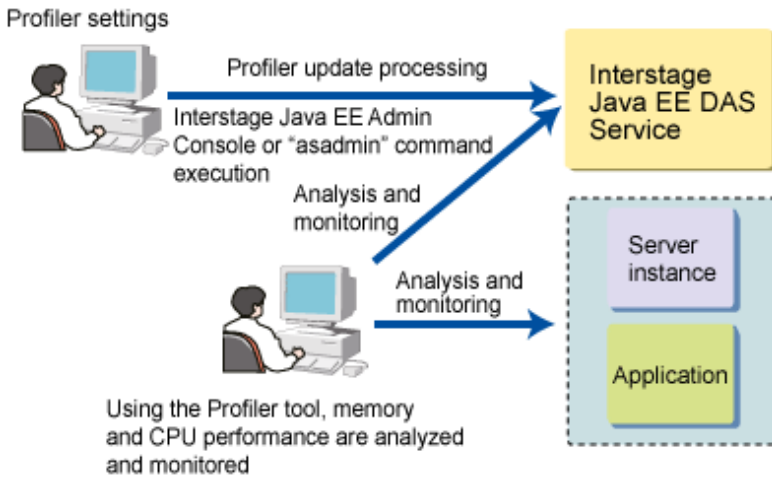 Profiler settings
Profiler update processing
Interstage Java EE Admin
Console or “asadmin” command
execution
Interstage
Java EE DAS
Service
Analysis and
monitoring
Analysis and
monitoring
Server
instance
Application
Using the Profiler tool, memory
and CPU performance are analyzed
and monitored